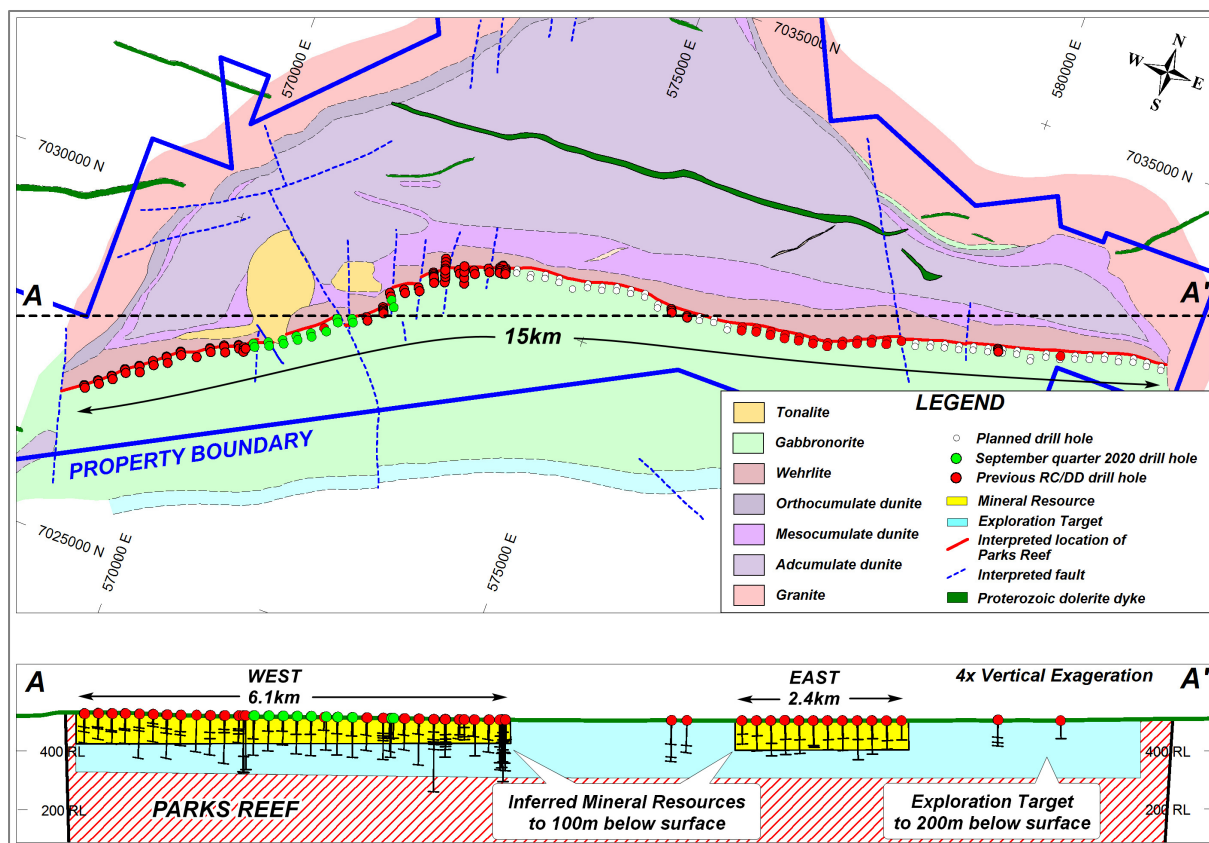 570000 E
575000 E
7035000 N
580000 E
N
W
E
S
7030000 N
7035000 N
A
A'
15km
PROPERTY BOUNDARY
7025000 N
570000 E
575000 E
LEGEND
Tonalite
Gabbronorite
Wehrlite
Orthocumulate dunite
Mesocumulate dunite
Adcumulate dunite
Granite
Planned drill hole
September quarter 2020 drill hole
Previous RC/DD drill hole
Mineral Resource
Exploration Target
Interpreted location of
Parks Reef
Interpreted fault
Proterozoic dolerite dyke
A
WEST
6.1km
EAST
2.4km
4x Vertical Exageration
A'
400 RL
400 RL
200 RL
200 RL
PARKS REEF
Inferred Mineral Resources
to 100m below surface
Exploration Target
to 200m below surface